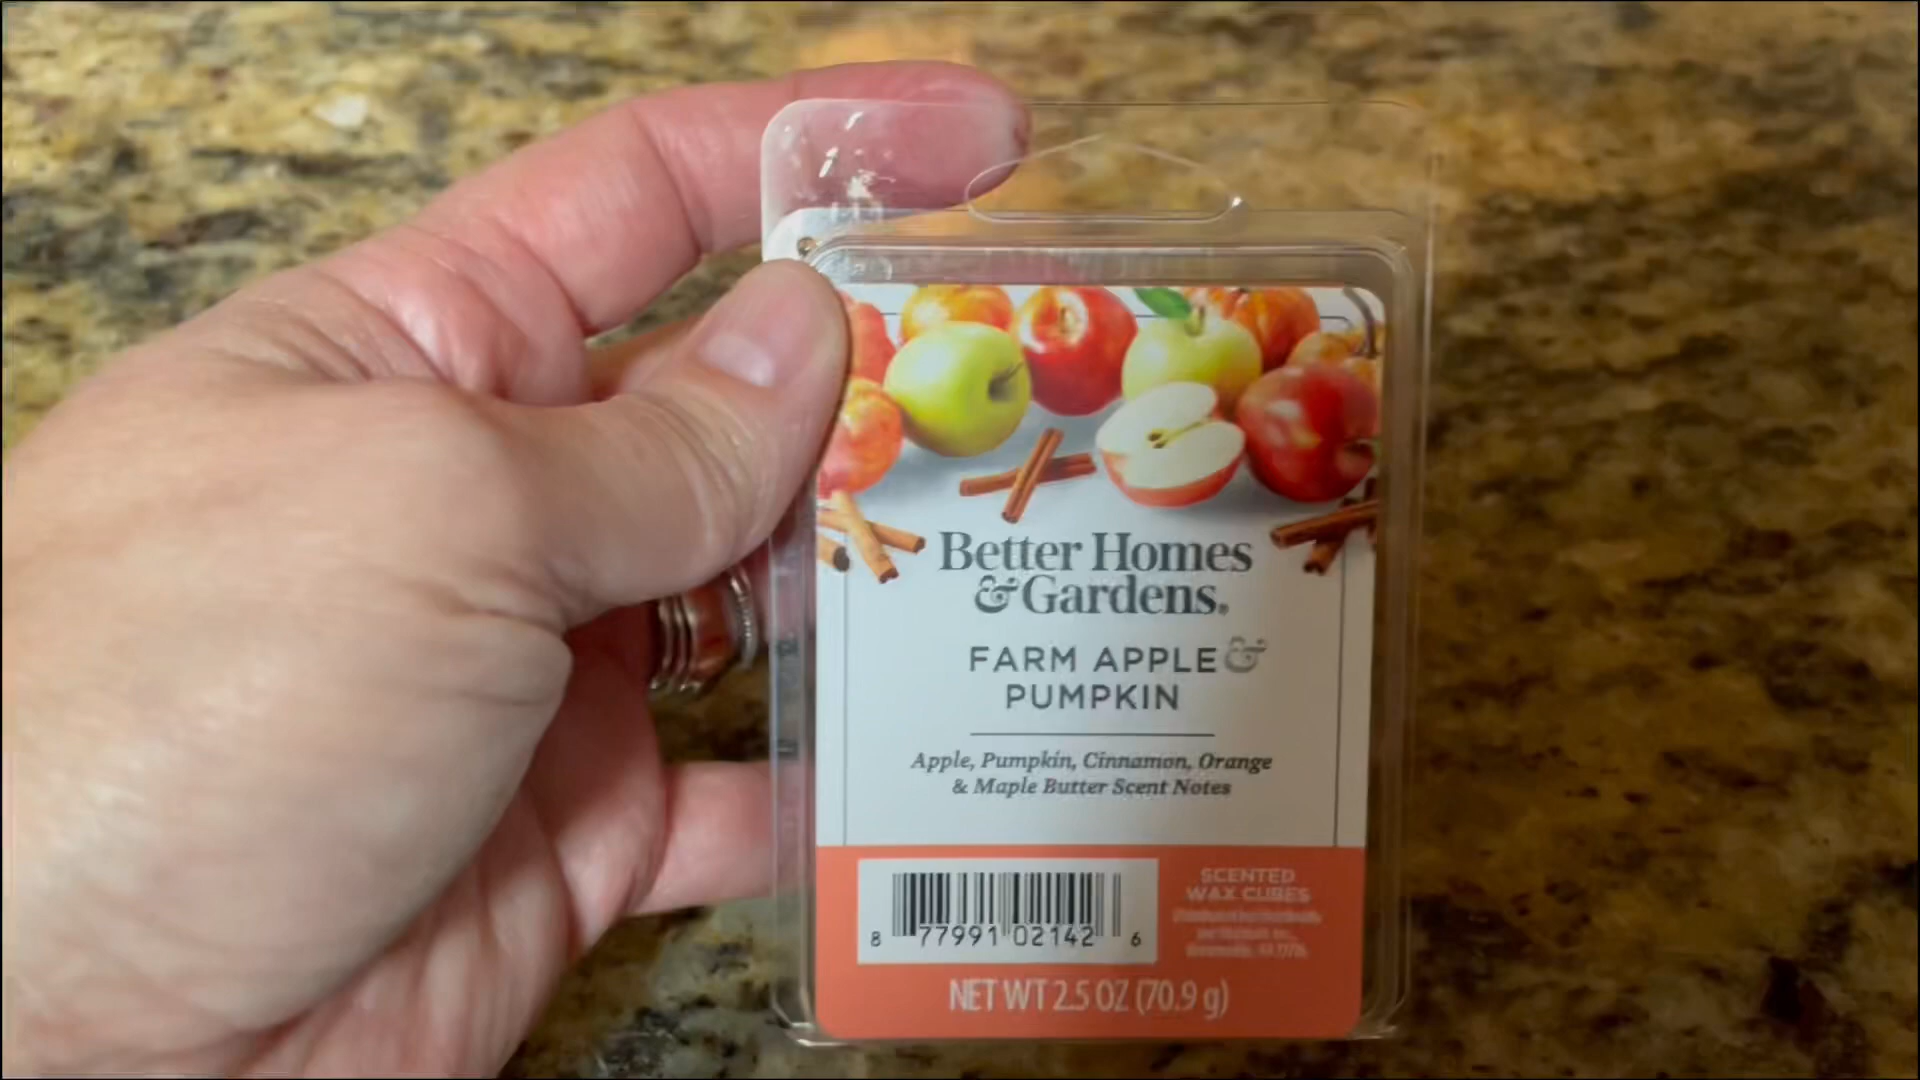 Better Homes
& Gardens®
FARM APPLE &
PUMPKIN
Apple, Pumpkin, Cinnamon, Orange
& Maple Butter Scent Notes
SCENTED
WAX CUBES
8 77991 02142 6
NET WT 2.5 OZ (70.9 g)